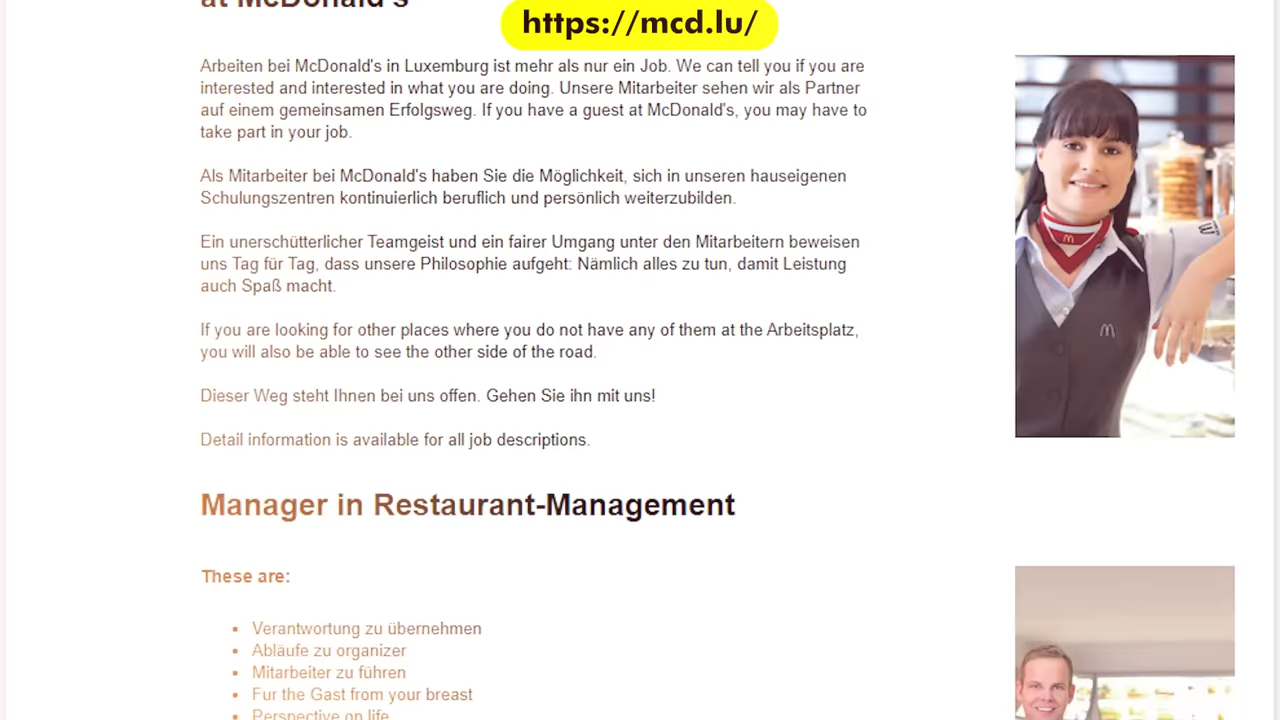 at McDonald's
https://mcd.lu/
Arbeiten bei McDonald's in Luxemburg ist mehr als nur ein Job. We can tell you if you are
interested and interested in what you are doing. Unsere Mitarbeiter sehen wir als Partner
auf einem gemeinsamen Erfolgsweg. If you have a guest at McDonald's, you may have to
take part in your job.
Als Mitarbeiter bei McDonald's haben Sie die Möglichkeit, sich in unseren hauseigenen
Schulungszentren kontinuierlich beruflich und persönlich weiterzubilden.
Ein unerschütterlicher Teamgeist und ein fairer Umgang unter den Mitarbeitern beweisen
uns Tag für Tag, dass unsere Philosophie aufgeht: Nämlich alles zu tun, damit Leistung
auch Spaß macht.
If you are looking for other places where you do not have any of them at the Arbeitsplatz,
you will also be able to see the other side of the road.
Dieser Weg steht Ihnen bei uns offen. Gehen Sie ihn mit uns!
Detail information is available for all job descriptions.
Manager in Restaurant-Management
These are:
Verantwortung zu übernehmen
Abläufe zu organizer
Mitarbeiter zu führen
Fur the Gast from your breast
Perspective on life